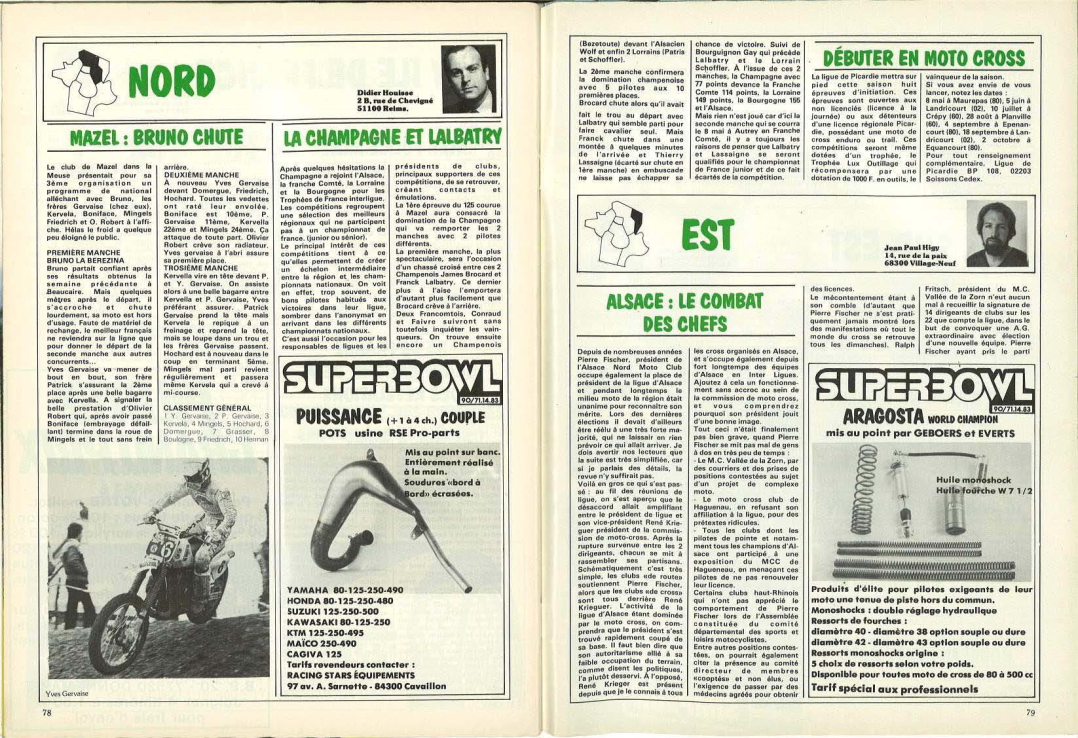 NORD
Didier Houisse
2 B, rue de Chevigné
51100 Reims,
MAZEL : BRUNO CHUTE
Le club de Mazel dans la
Meuse présentait pour sa
3ème organisation un
programme de national
alléchant avec Bruno, les
frères Gervaise (chez eux),
Kervela, Boniface, Mingels
Friedrich et O. Robert à l'affi-
che. Hélas le froid a quelque
peu éloigné le public.
PREMIÈRE MANCHE
BRUNO LA BEREZINA
Bruno partait confiant après
ses résultats obtenus la
semaine précédente à
Beaucaire. Mais quelques
mètres après le départ, il
s'accroche et chute
lourdement, sa moto est hors
d'usage. Faute de matériel de
rechange, le meilleur français
ne reviendra sur la ligne que
pour donner le départ de la
seconde manche aux autres
concurrents...
Yves Gervaise va mener de
bout en bout, son frère
Patrick s'assurant la 2ème
place après une belle bagarre
avec Kervella. A signaler la
belle prestation d'Olivier
Robert qui, après avoir passé
Boniface (embrayage défail-
lant) termine dans la roue de
Mingels et le tout sans frein
arrière.
DEUXIÈME MANCHE
À nouveau Yves Gervaise
devant Domergue, Friedrich,
Hochard. Toutes les vedettes
ont raté leur envolée.
Boniface est 10ème, P.
Gervaise 11ème, Kervella
22ème et Mingels 24ème. Ça
attaque de toute part. Olivier
Robert crève son radiateur.
Yves gervaise à l'abri assure
sa première place.
TROSIÈME MANCHE
Kervella vire en tête devant P.
et Y. Gervaise. On assiste
alors à une belle bagarre entre
Kervella et P. Gervaise, Yves
préférant assurer. Patrick
Gervaise prend la tête mais
Kervela le repique à un
freinage et reprend la tête,
mais se loupe dans un trou et
les frères Gervaise passent.
Hochard est à nouveau dans le
coup en terminant 5ème.
Mingels mal parti revient
régulièrement et passera
même Kervela qui a crevé à
mi-course.
CLASSEMENT GÉNÉRAL
1 Y. Gervaise, 2 P. Gervaise, 3
Kervela, 4 Mingels, 5 Hochard, 6
Domergue, 7 Grasser, 8
Boulogne, 9 Friedrich, 10 Herman
Yves Gervaise
78
LA CHAMPAGNE ET LALBATRY
Après quelques hésitations la
Champagne a rejoint l'Alsace,
la franche Comté, la Lorraine
et la Bourgogne pour les
Trophées de France interligue.
Les compétitions regroupent
une sélection des meilleurs
régionaux qui ne participent
pas à un championnat de
france. (junior ou sénior).
Le principal intérêt de ces
compétitions tient à ce
qu'elles permettent de créer
un échelon intermédiaire
entre la région et les cham-
pionnats nationaux. On voit
en effet, trop souvent, de
bons pilotes habitués aux
victoires dans leur ligue,
sombrer dans l'anonymat en
arrivant dans les différents
championnats nationaux.
C'est aussi l'occasion pour les
responsables de ligues et les
présidents de clubs,
principaux supporters de ces
compétitions, de se retrouver,
créant contacts et
émulations.
La 1ère épreuve du 125 courue
à Mazel aura consacré la
domination de la Champagne
qui va remporter les 2
manches avec 2 pilotes
différents.
La première manche, la plus
spectaculaire, sera l'occasion
d'un chassé croisé entre ces 2
Champenois James Brocard et
Franck Lalbatry. Ce dernier
plus à l'aise l'emportera
d'autant plus facilement que
Brocard crève à l'arrière.
Deux Francomtois, Conraud
et Faivre suivront sans
toutefois inquiéter les vain-
queurs. On trouve ensuite
encore un Champenois
SUPERBOWL
90/71.14.83
PUISSANCE (+ 1 à 4 ch.) COUPLE
POTS usine RSE Pro-parts
Mis au point sur banc.
Entièrement réalisé
à la main.
Soudures «bord à
Bord» écrasées.
YAMAHA 80-125-250-490
HONDA 80-125-250-480
SUZUKI 125-250-500
KAWASAKI 80-125-250
KTM 125-250-495
MAÏCO 250-490
CAGIVA 125
Tarifs revendeurs contacter :
RACING STARS ÉQUIPEMENTS
97 av. A. Sarnette - 84300 Cavaillon
(Bezetoute) devant l'Alsacien
Wolf et enfin 2 Lorrains (Patris
et Schoffler).
La 2ème manche confirmera
la domination champenoise
avec 5 pilotes aux 10
premières places.
Brocard chute alors qu'il avait
fait le trou au départ avec
Lalbatry qui semble parti pour
faire cavalier seul. Mais
Franck chute dans une
montée à quelques minutes
de l'arrivée et Thierry
Lassaigne (écarté sur chute en
1ère manche) en embuscade
ne laisse pas échapper sa
chance de victoire. Suivi de
Bourguignon Gay qui précède
Lalbatry et le Lorrain
Schoffler. À l'issue de ces 2
manches, la Champagne avec
77 points devance la Franche
Comte 114 points, la Lorraine
149 points, la Bourgogne 155
et l'Alsace.
Mais rien n'est joué car d'ici la
seconde manche qui se courra
le 8 mai à Autrey en Franche
Comté, il y a toujours les
raisons de penser que Lalbatry
et Lassaigne se seront
qualifiés pour le championnat
de France junior et de ce fait
écartés de la compétition.
DÉBUTER EN MOTO CROSS
La ligue de Picardie mettra sur
pied cette saison huit
épreuves d'initiation. Ces
épreuves sont ouvertes aux
non licenciés (licence à la
journée) ou aux détenteurs
d'une licence régionale Picar-
die, possédant une moto de
cross enduro ou trail. Ces
compétitions seront même
dotées d'un trophée, le
Trophée Lux Outillage qui
récompensera par une
dotation de 1000 F. en outils, le
vainqueur de la saison.
Si vous avez envie de vous
lancer, notez les dates :
8 mai à Maurepas (80), 5 juin à
Landricourt (02), 10 juillet à
Crépy (60), 28 août à Planville
(60), 4 septembre à Epenan-
court (80), 18 septembre à Lan-
dricourt (02), 2 octobre à
Equancourt (80).
Pour tout renseignement
complémentaire, Ligue de
Picardie BP 108, 02203
Soissons Cedex.
EST
Jean Paul Higy
14, rue de la paix
68300 Village-Neuf
ALSACE : LE COMBAT
DES CHEFS
Depuis de nombreuses années
Pierre Fischer, président de
l'Alsace Nord Moto Club
occupe également la place de
président de la ligue d'Alsace
et pendant longtemps le
milieu moto de la région était
unanime pour reconnaître son
mérite. Lors des dernières
élections il devait d'ailleurs
être réélu à une très forte ma-
jorité, qui ne laissair en rien
prévoir ce qui allait arriver. Je
dois avertir nos lecteurs que
la suite est très simplifiée, car
si je parlais des détails, la
revue n'y suffirait pas.
Voilà en gros ce qui s'est pas-
sé : au fil des réunions de
ligue, on s'est aperçu que le
désaccord allait amplifiant
entre le président de ligue et
son vice-président René Krie-
guer président de la commis-
sion de moto-cross. Après la
rupture survenue entre les 2
dirigeants, chacun se mit à
rassembler ses partisans.
Schématiquement c'est très
simple, les clubs «de route»
soutiennent Pierre Fischer,
alors que les clubs «de cross»
sont tous derrière René
Krieguer. L'activité de la
ligue d'Alsace étant dominée
par le moto cross, on com-
prendra que le président s'est
trouvé rapidement coupé de
sa base. Il faut bien dire que
son autoritarisme allié à sa
faible occupation du terrain,
comme disent les politiques,
l'a plutôt desservi. À l'opposé,
René Krieger est présent
depuis que je le connais à tous
les cross organisés en Alsace,
et s'occupe également depuis
fort longtemps des équipes
d'Alsace en Inter Ligues.
Ajoutez à cela un fonctionne-
ment sans accroc au sein de
la commission de moto cross,
et vous comprendrez
pourquoi son président jouit
d'une bonne image.
Tout ceci n'était finalement
pas bien grave, quand Pierre
Fischer se mit pas mal de gens
à dos en très peu de temps :
- Le M.C. Vallée de la Zorn, par
des courriers et des prises de
positions contestées au sujet
d'un projet de complexe
moto.
- Le moto cross club de
Haguenau, en refusant son
affiliation à la ligue, pour des
prétextes ridicules.
- Tous les clubs dont les
pilotes de pointe et notam-
ment tous les champions d'Al-
sace ont participé à une
exposition du MCC de
Hagueneau, en menaçant ces
pilotes de ne pas renouveler
leur licence.
Certains clubs haut-Rhinois
qui n'ont pas apprécié le
comportement de Pierre
Fischer lors de l'Assemblée
constituée du comité
départemental des sports et
loisirs motocyclistes.
Entre autres positions contes-
tées, on pourrait également
citer la présence au comité
directeur de membres
«cooptés» et non élus, ou
l'exigence de passer par des
médecins agréés pour obtenir
des licences.
Le mécontentement étant à
son comble (d'autant que
Pierre Fischer ne s'est prati-
quement jamais montré lors
des manifestations où tout le
monde du cross se retrouve
tous les dimanches). Ralph
Fritsch, président du M.C.
Vallée de la Zorn n'eut aucun
mal à recueillir la signature de
14 dirigeants de clubs sur les
22 que compte la ligue, dans le
but de convoquer une A.G.
extraordinaire avec élection
d'une nouvelle équipe. Pierre
Fischer ayant pris le parti
SUPERBOWL
90/71.14.83
ARAGOSTA WORLD CHAMPION
mis au point par GEBOERS et EVERTS
Huile monoshock
Huile fourche W 7 1/2
Produits d'élite pour pilotes exigeants de leur
moto une tenue de piste hors du commun.
Monoshocks : double réglage hydraulique
Ressorts de fourches :
diamètre 40 - diamètre 38 option souple ou dure
diamètre 42 - diamètre 43 option souple ou dure
Ressorts monoshocks origine :
5 choix de ressorts selon votre poids.
Disponible pour toutes moto de cross de 80 à 500 cc
Tarif spécial aux professionnels
79